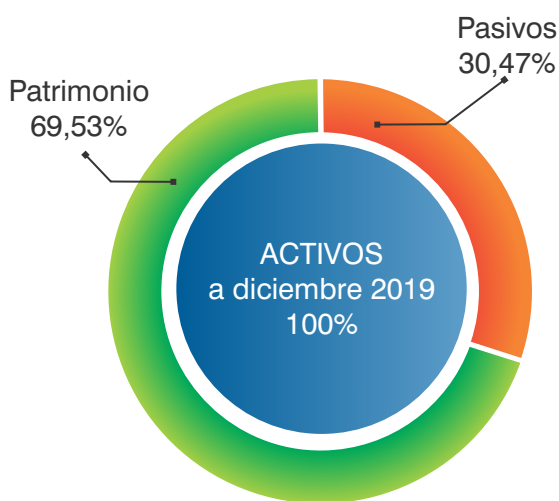 Pasivos
30,47%
Patrimonio
69,53%
ACTIVOS
a diciembre 2019
100%